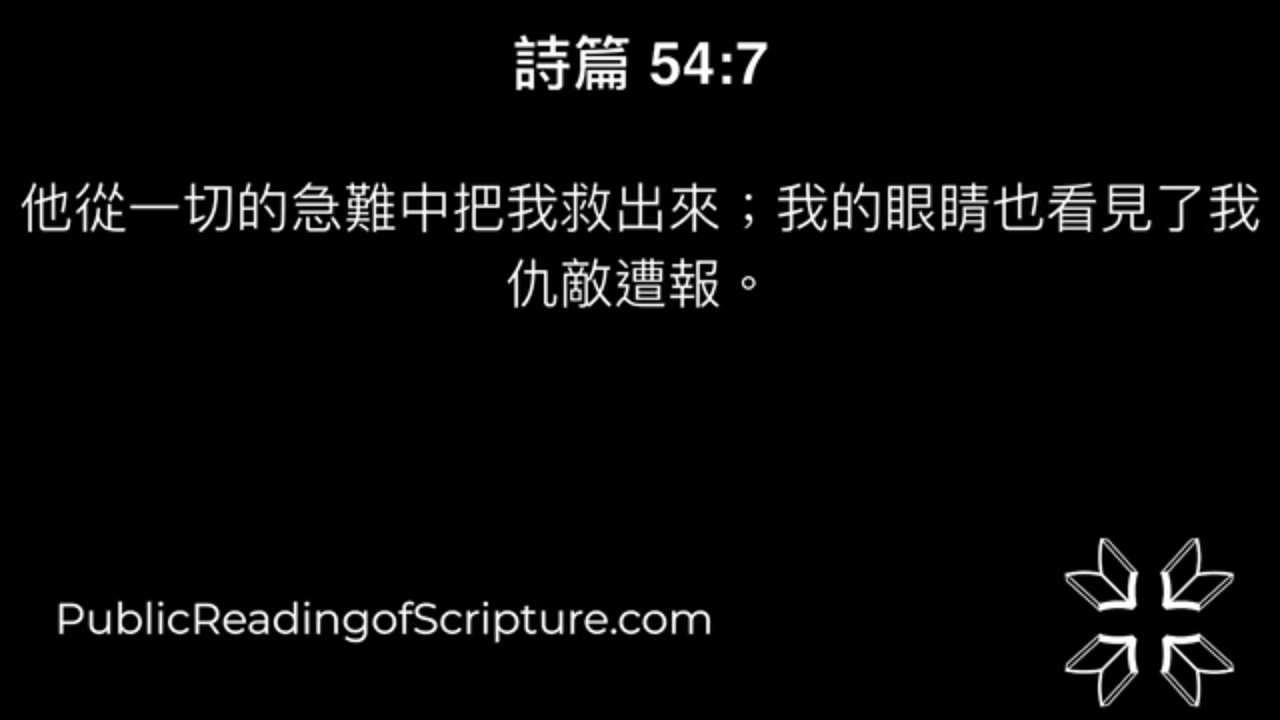 詩篇 54:7
他從一切的急難中把我救出來；我的眼睛也看見了我
仇敵遭報。
PublicReadingofScripture.com